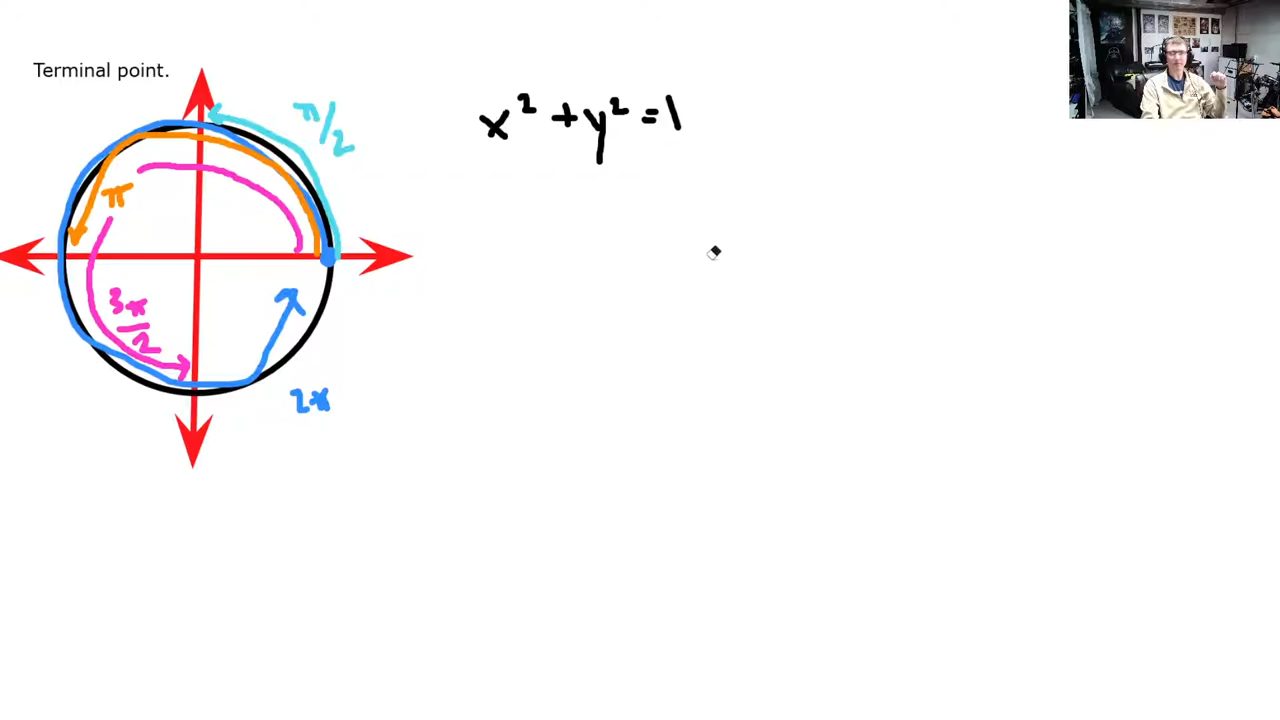 Terminal point.
π/2
x² + y² = 1
π
3π/2
2π